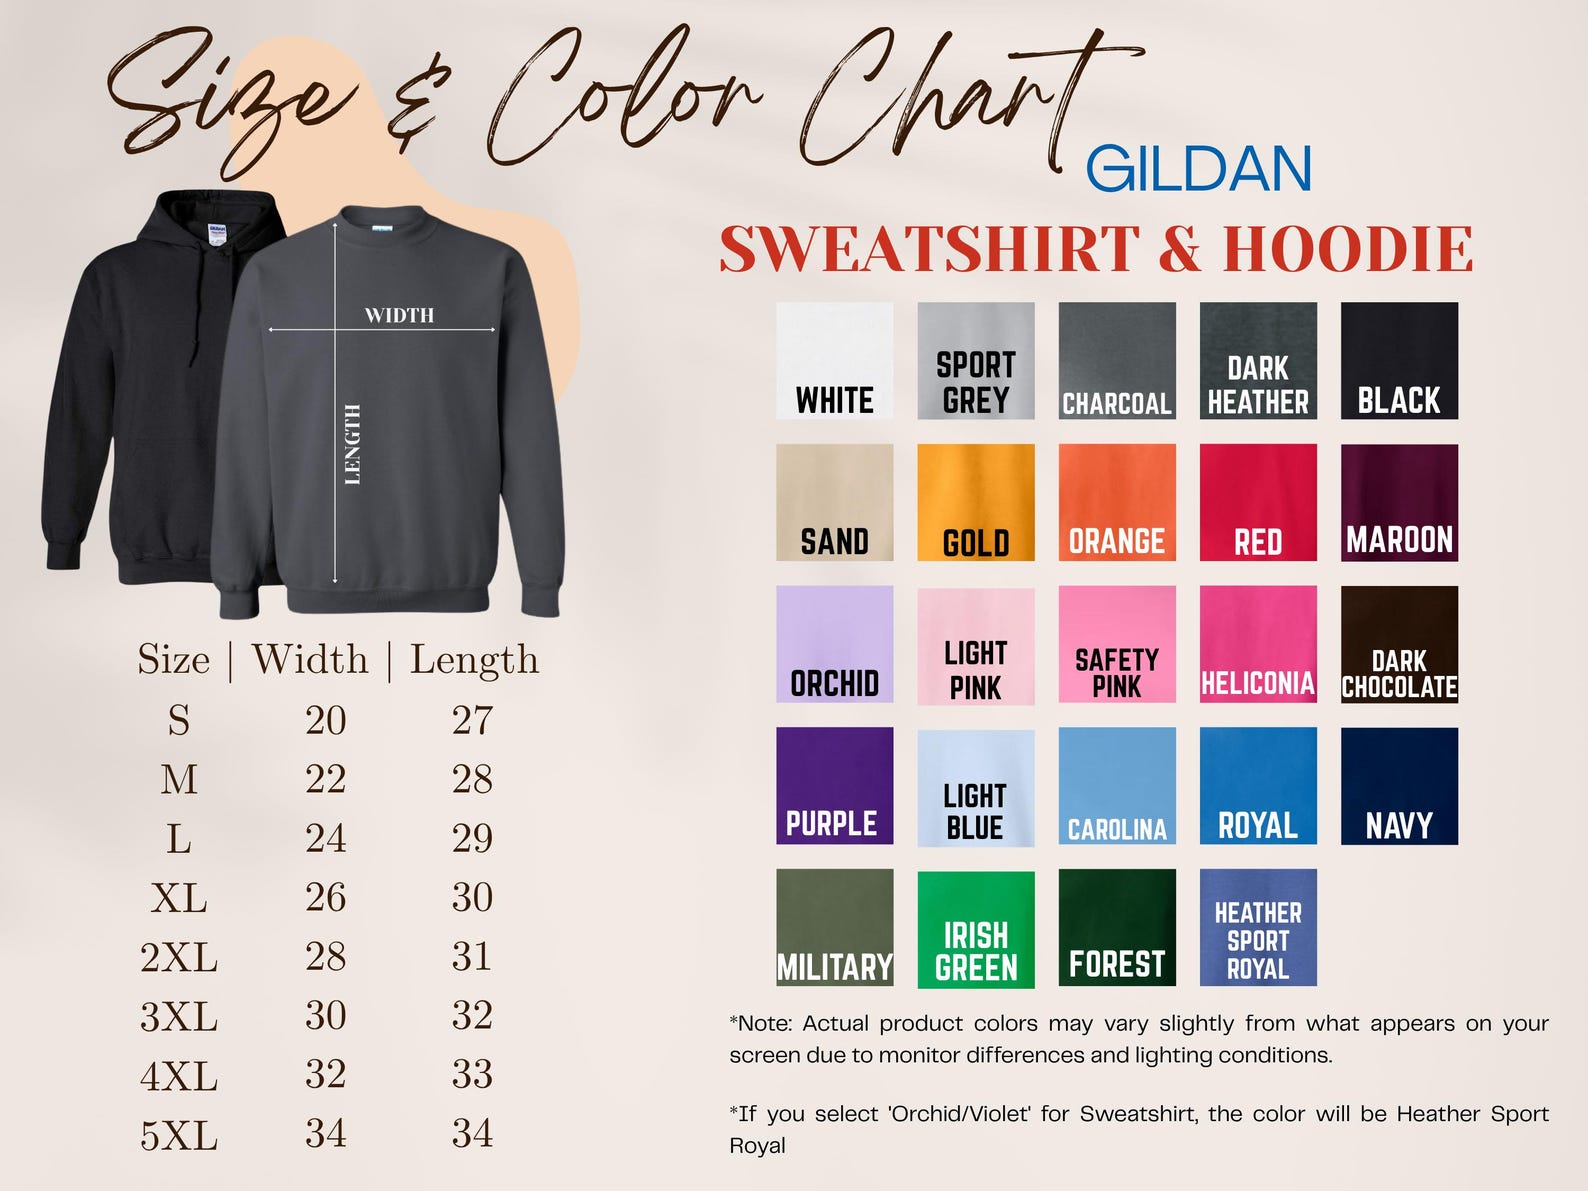 Size & Color Chart
GILDAN
SWEATSHIRT & HOODIE
WIDTH
LENGTH
Size | Width | Length
S 20 27
M 22 28
L 24 29
XL 26 30
2XL 28 31
3XL 30 32
4XL 32 33
5XL 34 34
WHITE
SPORT
GREY
CHARCOAL
DARK
HEATHER
BLACK
SAND
GOLD
ORANGE
RED
MAROON
ORCHID
LIGHT
PINK
SAFETY
PINK
HELICONIA
DARK
CHOCOLATE
PURPLE
LIGHT
BLUE
CAROLINA
ROYAL
NAVY
MILITARY
IRISH
GREEN
FOREST
HEATHER
SPORT
ROYAL
*Note: Actual product colors may vary slightly from what appears on your
screen due to monitor differences and lighting conditions.
*If you select 'Orchid/Violet' for Sweatshirt, the color will be Heather Sport
Royal